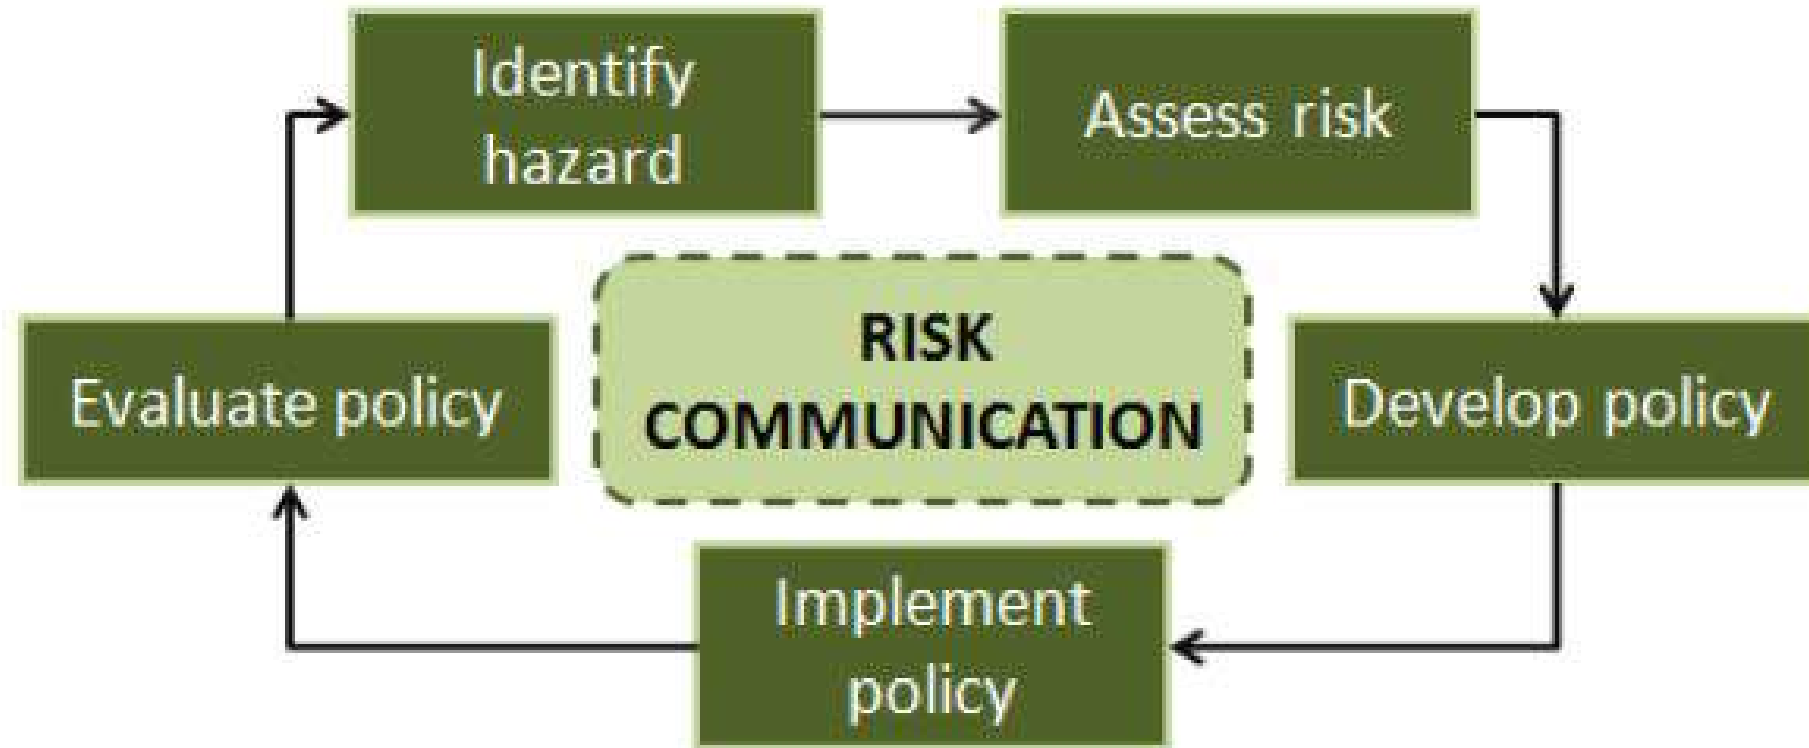 Identify
hazard
Assess risk
Evaluate policy
RISK
COMMUNICATION
Develop policy
Implement
policy